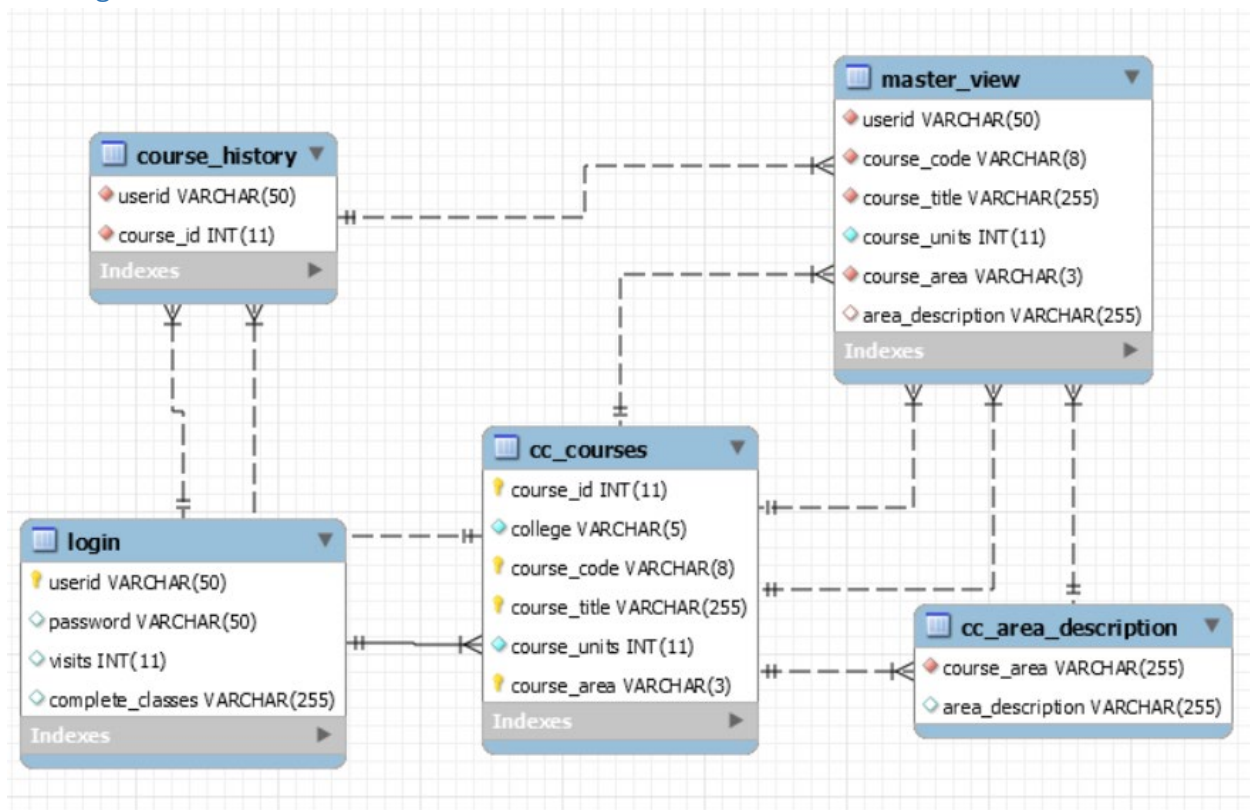 course_history
userid VARCHAR(50)
course_id INT(11)
Indexes
master_view
userid VARCHAR(50)
course_code VARCHAR(8)
course_title VARCHAR(255)
course_units INT(11)
course_area VARCHAR(3)
area_description VARCHAR(255)
Indexes
login
userid VARCHAR(50)
password VARCHAR(50)
visits INT(11)
complete_classes VARCHAR(255)
Indexes
cc_courses
course_id INT(11)
college VARCHAR(5)
course_code VARCHAR(8)
course_title VARCHAR(255)
course_units INT(11)
course_area VARCHAR(3)
Indexes
cc_area_description
course_area VARCHAR(255)
area_description VARCHAR(255)